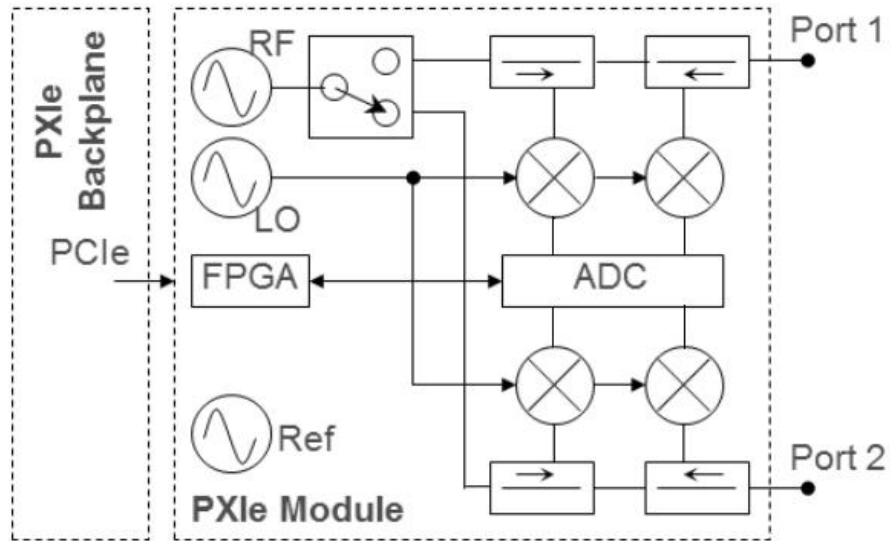 RF
Port 1
PXIe
Backplane
LO
PCIe
FPGA
ADC
Ref
Port 2
PXIe Module